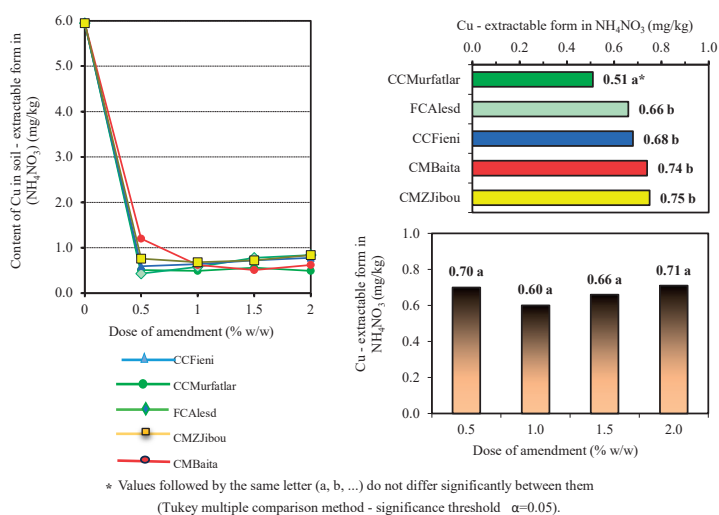 Content of Cu in soil - extractable form in
(NH₄NO₃) (mg/kg)
6.0
5.0
4.0
3.0
2.0
1.0
0.0
0
0.5
1
1.5
2
Dose of amendment (% w/w)
CCFieni
CCMurfatlar
FCAlesd
CMZJibou
CMBaita
Cu - extractable form in NH₄NO₃ (mg/kg)
0.0 0.2 0.4 0.6 0.8 1.0
CCMurfatlar 0.51 a*
FCAlesd 0.66 b
CCFieni 0.68 b
CMBaita 0.74 b
CMZJibou 0.75 b
Cu - extractable form in
NH₄NO₃ (mg/kg)
1.0
0.8
0.6
0.4
0.2
0.0
0.70 a
0.60 a
0.66 a
0.71 a
0.5 1.0 1.5 2.0
Dose of amendment (% w/w)
* Values followed by the same letter (a, b, ...) do not differ significantly between them
(Tukey multiple comparison method - significance threshold α=0.05).